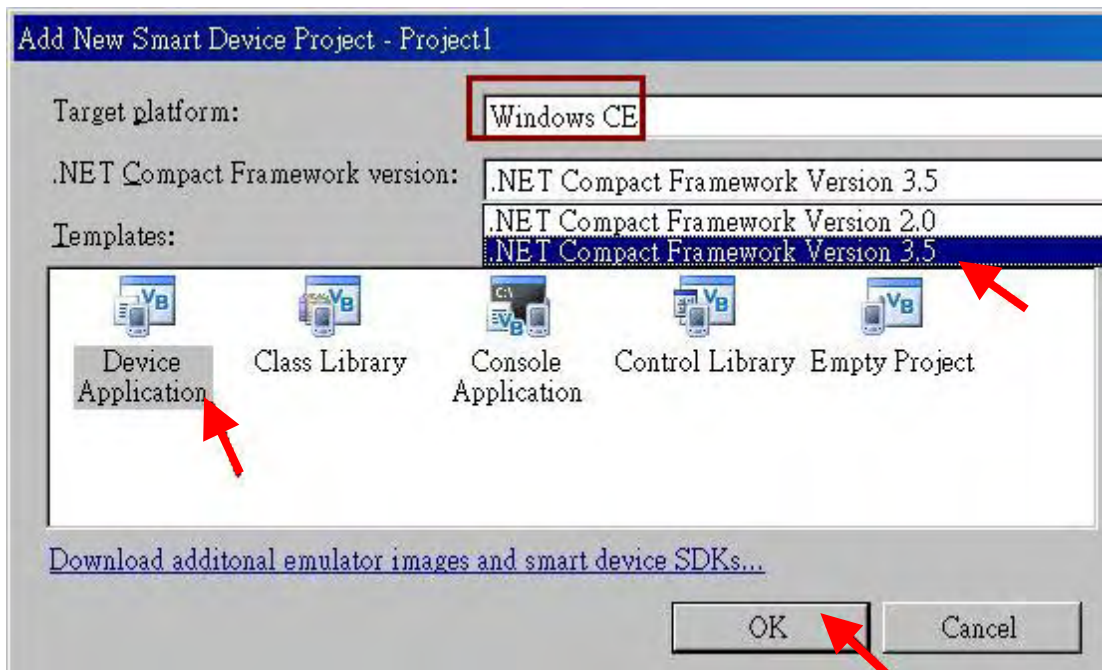 Add New Smart Device Project - Project1
Target platform:
Windows CE
.NET Compact Framework version:
.NET Compact Framework Version 3.5
.NET Compact Framework Version 2.0
.NET Compact Framework Version 3.5
Templates:
VB
VB
C:\
VB
VB
VB
Device
Application
Class Library
Console
Application
Control Library
Empty Project
Download additonal emulator images and smart device SDKs...
OK
Cancel